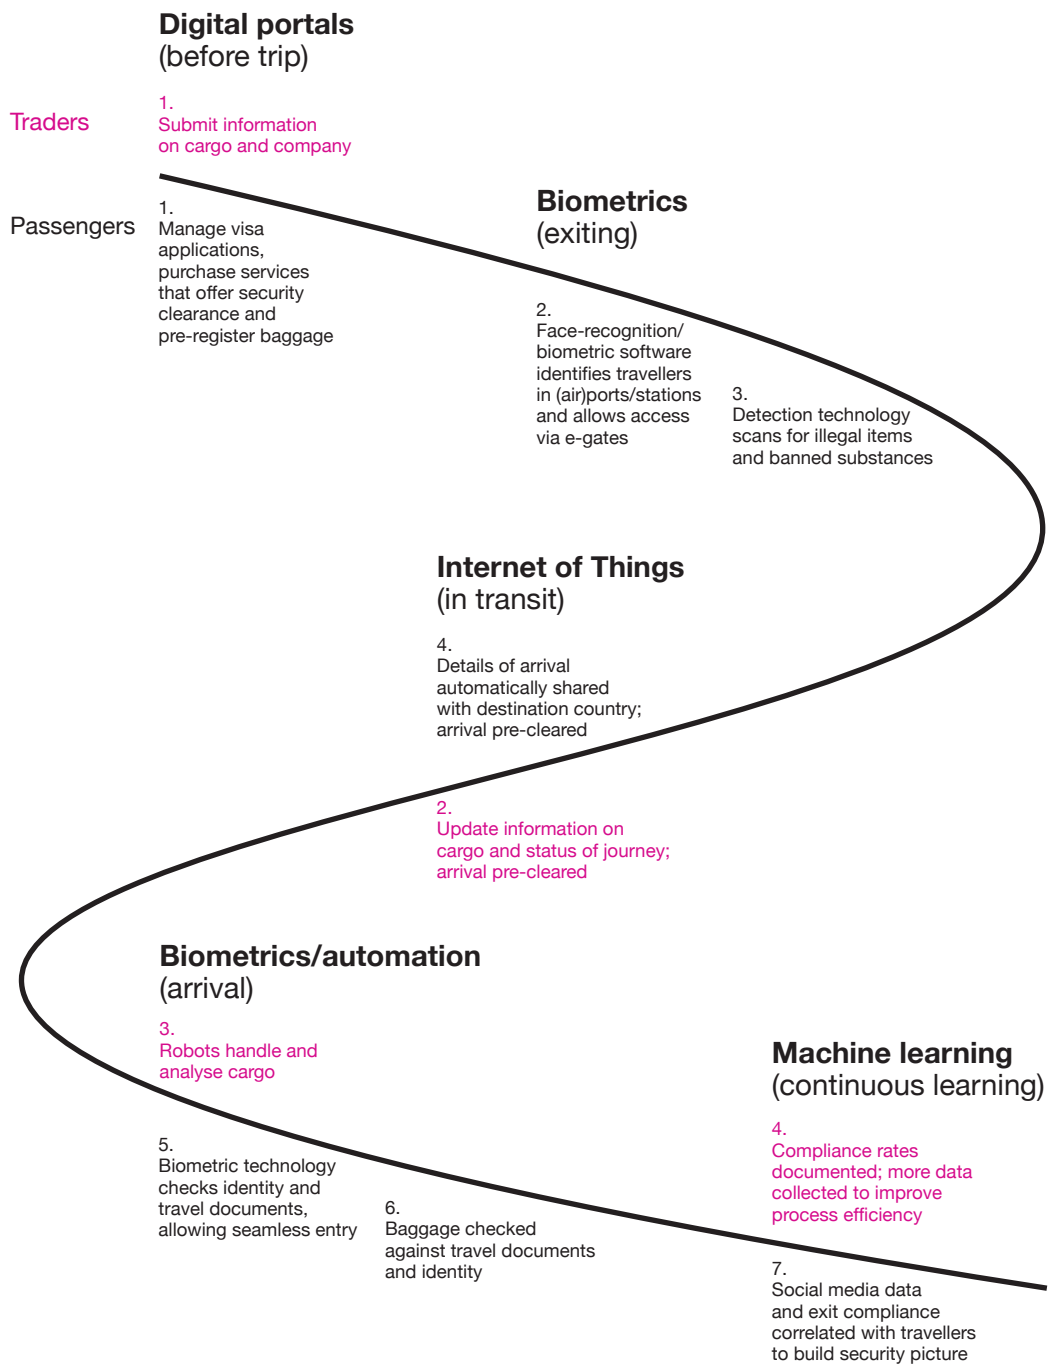 Digital portals
(before trip)
Traders
1.
Submit information
on cargo and company
Passengers
1.
Manage visa
applications,
purchase services
that offer security
clearance and
pre-register baggage
Biometrics
(exiting)
2.
Face-recognition/
biometric software
identifies travellers
in (air)ports/stations
and allows access
via e-gates
3.
Detection technology
scans for illegal items
and banned substances
Internet of Things
(in transit)
4.
Details of arrival
automatically shared
with destination country;
arrival pre-cleared
2.
Update information on
cargo and status of journey;
arrival pre-cleared
Biometrics/automation
(arrival)
3.
Robots handle and
analyse cargo
5.
Biometric technology
checks identity and
travel documents,
allowing seamless entry
6.
Baggage checked
against travel documents
and identity
Machine learning
(continuous learning)
4.
Compliance rates
documented; more data
collected to improve
process efficiency
7.
Social media data
and exit compliance
correlated with travellers
to build security picture